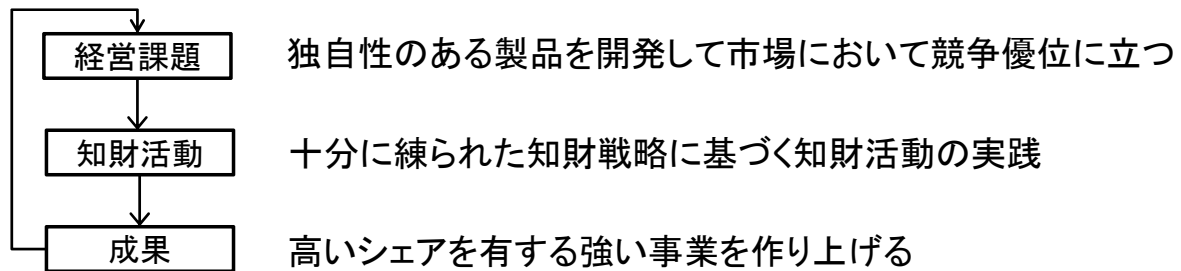 経営課題 独自性のある製品を開発して市場において競争優位に立つ
知財活動 十分に練られた知財戦略に基づく知財活動の実践
成果 高いシェアを有する強い事業を作り上げる